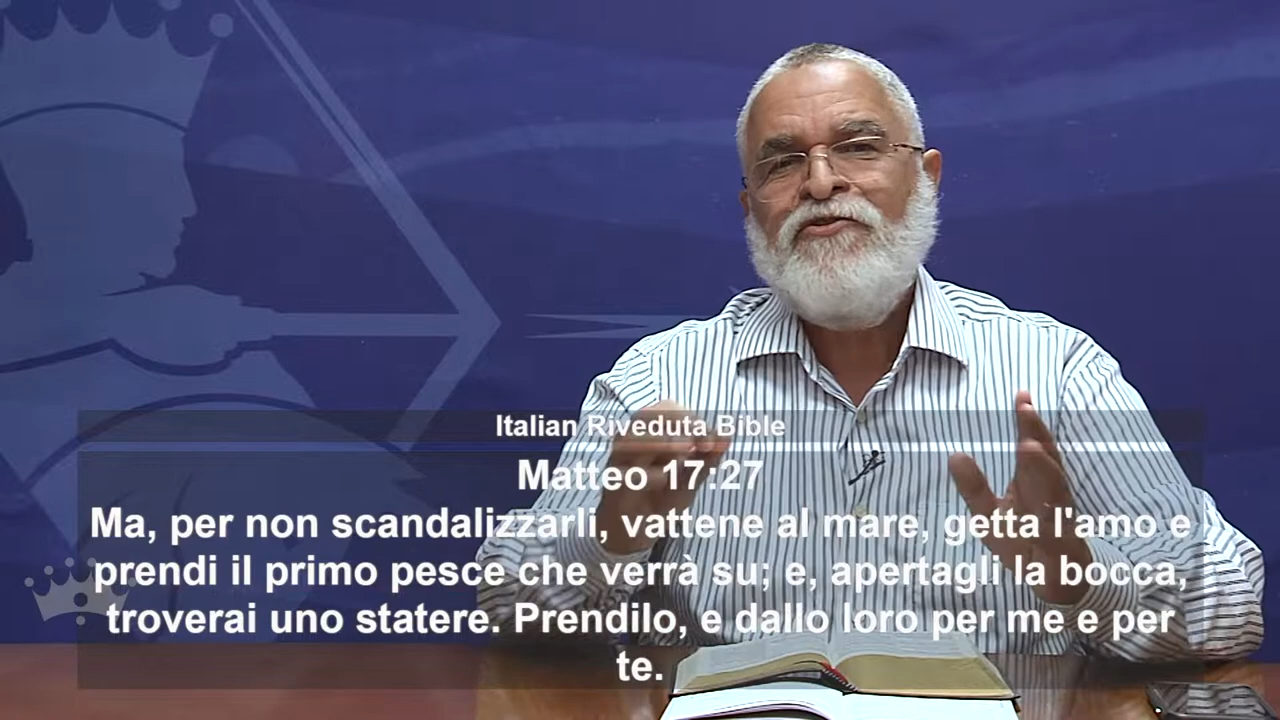 Italian Riveduta Bible
Matteo 17:27
Ma, per non scandalizzarli, vattene al mare, getta l'amo e
prendi il primo pesce che verrà su; e, apertagli la bocca,
troverai uno statere. Prendilo, e dallo loro per me e per
te.